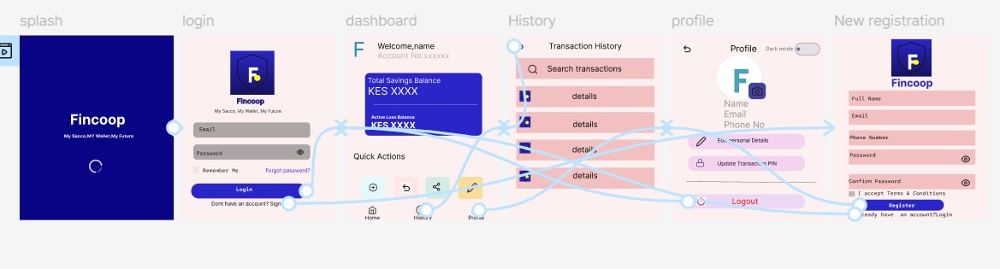 splash
Fincoop
My Sacco,MY Wallet,My Future
login
F
Fincoop
My Sacco, My Wallet, My Future
Email
Password
Remember Me
Forgot password?
Login
Dont have an account? Sign
dashboard
F
Welcome,name
Account No:xxxxxx
Total Savings Balance
KES XXXX
Active Loan Balance
KES XXXX
Quick Actions
Home
History
Profile
History
Transaction History
Search transactions
details
details
details
details
profile
Profile
Dark mode
F
Name
Email
Phone No
Edit personal Details
Update Transaction PIN
Logout
New registration
F
Fincoop
Full Name
Email
Phone Number
Password
Confirm Password
I accept Terms & Conditions
Register
ready have an account?Login